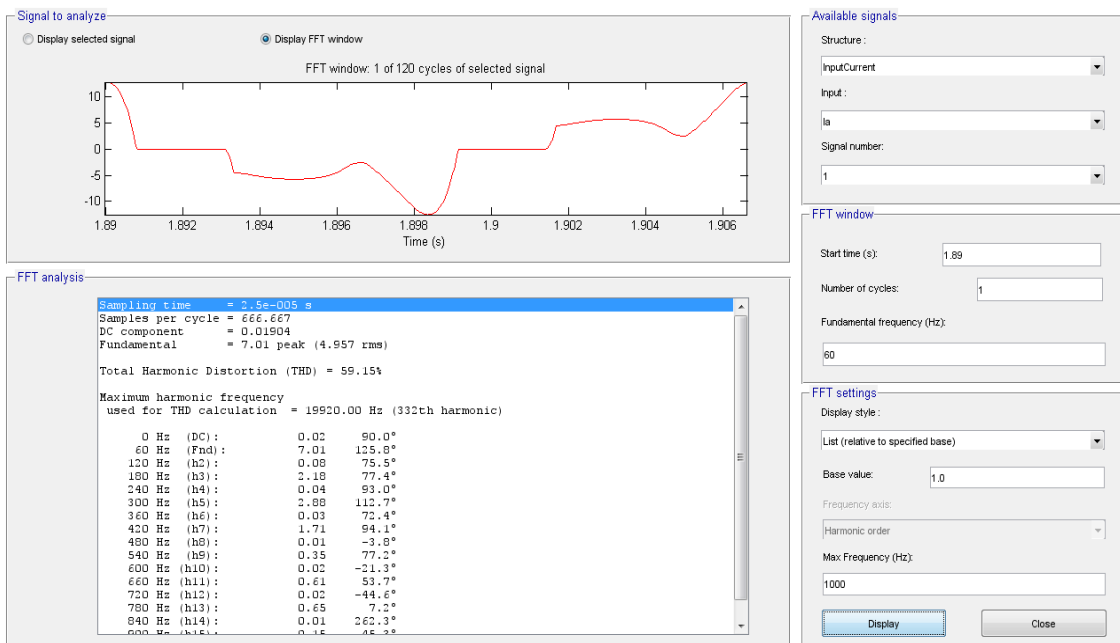 Signal to analyze
Display selected signal
Display FFT window
FFT window: 1 of 120 cycles of selected signal
10
5
0
-5
-10
1.89 1.892 1.894 1.896 1.898 1.9 1.902 1.904 1.906
Time (s)
FFT analysis
Sampling time = 2.5e-005 s
Samples per cycle = 666.667
DC component = 0.01904
Fundamental = 7.01 peak (4.957 rms)
Total Harmonic Distortion (THD) = 59.15%
Maximum harmonic frequency
used for THD calculation = 19920.00 Hz (332th harmonic)
0 Hz (DC): 0.02 90.0°
60 Hz (Fnd): 7.01 125.8°
120 Hz (h2): 0.08 75.5°
180 Hz (h3): 2.18 77.4°
240 Hz (h4): 0.04 93.0°
300 Hz (h5): 2.88 112.7°
360 Hz (h6): 0.03 72.4°
420 Hz (h7): 1.71 94.1°
480 Hz (h8): 0.01 -3.8°
540 Hz (h9): 0.35 77.2°
600 Hz (h10): 0.02 -21.3°
660 Hz (h11): 0.61 53.7°
720 Hz (h12): 0.02 -44.6°
780 Hz (h13): 0.65 7.2°
840 Hz (h14): 0.01 262.3°
900 Hz (h15): 0.15 45.3°
Available signals
Structure :
InputCurrent
Input :
Ia
Signal number:
1
FFT window
Start time (s): 1.89
Number of cycles: 1
Fundamental frequency (Hz):
60
FFT settings
Display style :
List (relative to specified base)
Base value: 1.0
Frequency axis:
Harmonic order
Max Frequency (Hz):
1000
Display
Close